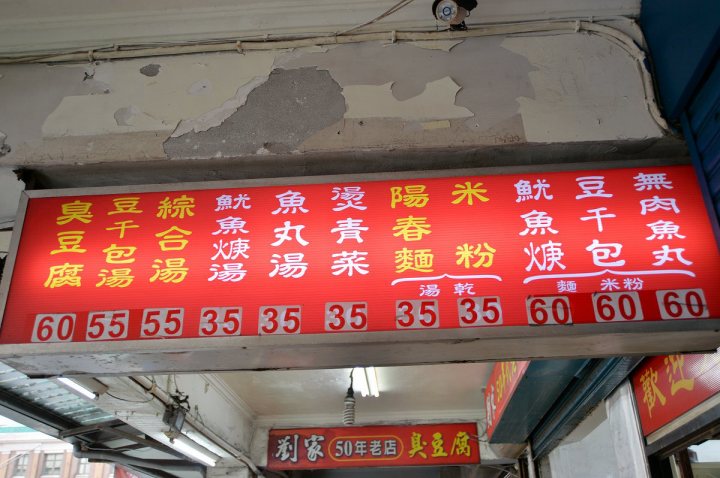 臭豆腐 60
豆干包湯 55
綜合湯 55
魷魚焿湯 35
魚丸湯 35
燙青菜 35
陽春麵 35
米粉 35
湯 乾
魷魚焿 60
豆干包 60
無肉魚丸 60
麵 米粉
劉家 50年老店 臭豆腐
歡迎